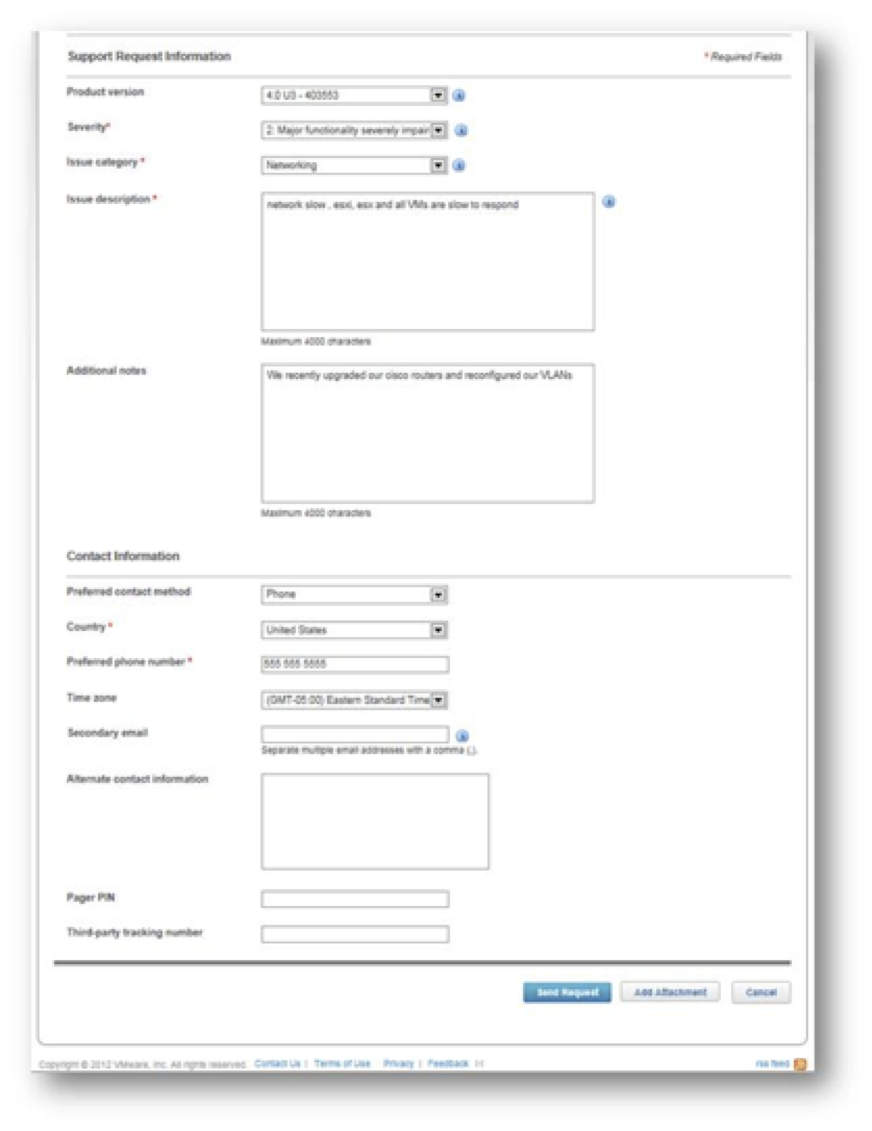 Support Request Information
* Required Fields
Product version
4.0 U3 - 403553
Severity*
2: Major functionality severely impair
Issue category *
Networking
Issue description *
network slow , esxi, esx and all VMs are slow to respond
Maximum 4000 characters
Additional notes
We recently upgraded our cisco routers and reconfigured our VLANs
Maximum 4000 characters
Contact Information
Preferred contact method
Phone
Country *
United States
Preferred phone number *
555 555 5555
Time zone
(GMT-05:00) Eastern Standard Time
Secondary email
Separate multiple email addresses with a comma (,).
Alternate contact information
Pager PIN
Third-party tracking number
Send Request
Add Attachment
Cancel
Copyright © 2012 VMware, Inc. All rights reserved. Contact Us | Terms of Use Privacy | Feedback
rss feed